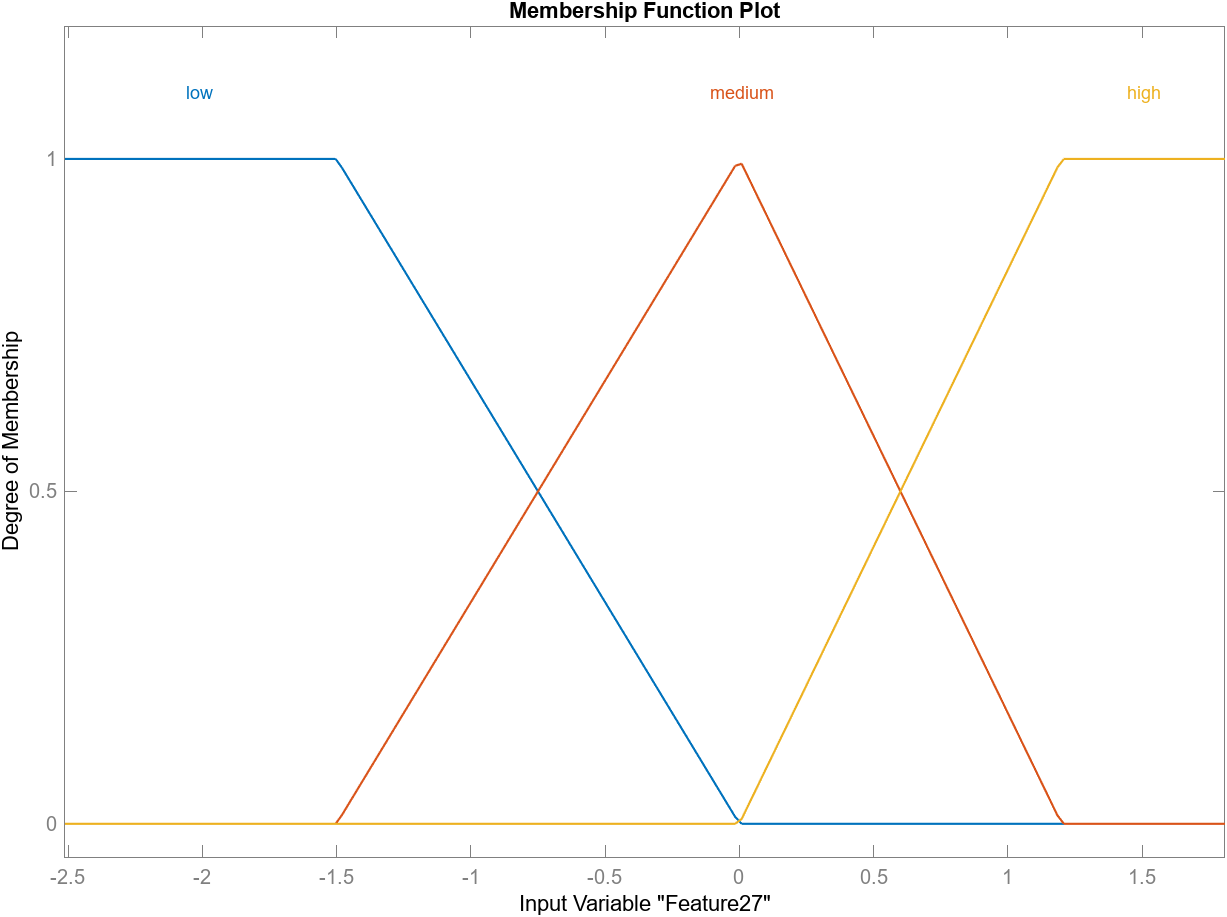 Membership Function Plot
low medium high
1
0.5
0
Degree of Membership
-2.5 -2 -1.5 -1 -0.5 0 0.5 1 1.5
Input Variable "Feature27"